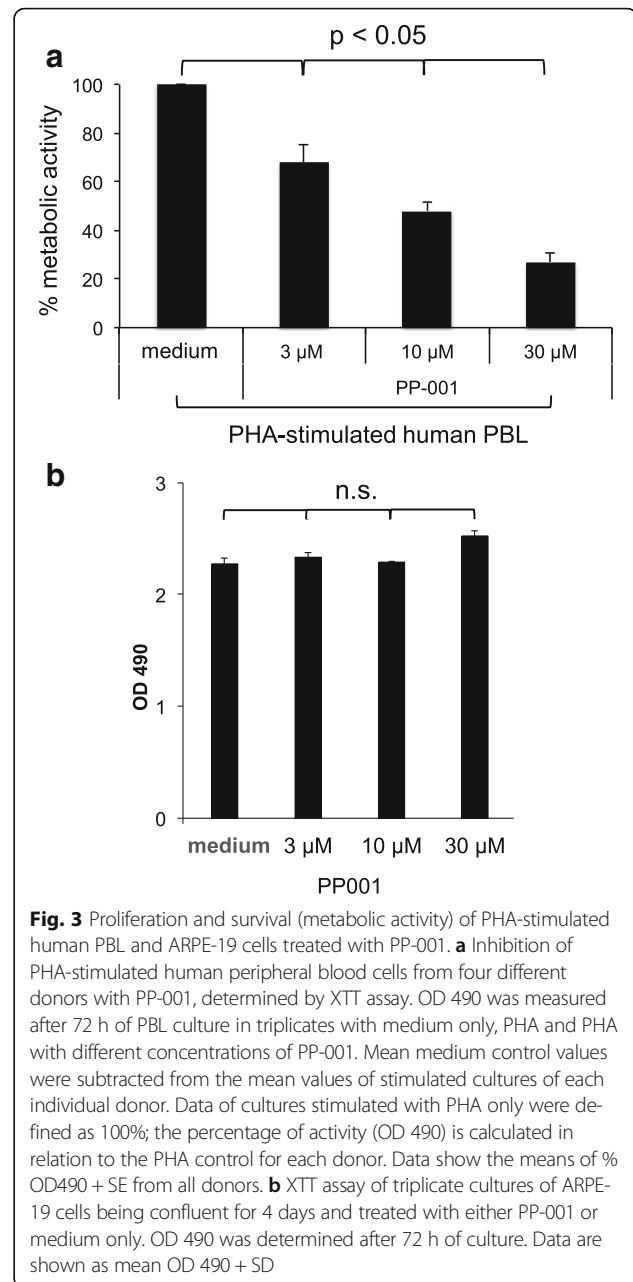 a
p < 0.05
% metabolic activity
100
80
60
40
20
0
medium
3 µM
10 µM
30 µM
PP-001
PHA-stimulated human PBL
b
n.s.
OD 490
3
2
1
0
medium 3 µM 10 µM 30 µM
PP001
Fig. 3 Proliferation and survival (metabolic activity) of PHA-stimulated
human PBL and ARPE-19 cells treated with PP-001. a Inhibition of
PHA-stimulated human peripheral blood cells from four different
donors with PP-001, determined by XTT assay. OD 490 was measured
after 72 h of PBL culture in triplicates with medium only, PHA and PHA
with different concentrations of PP-001. Mean medium control values
were subtracted from the mean values of stimulated cultures of each
individual donor. Data of cultures stimulated with PHA only were de-
fined as 100%; the percentage of activity (OD 490) is calculated in
relation to the PHA control for each donor. Data show the means of %
OD490 + SE from all donors. b XTT assay of triplicate cultures of ARPE-
19 cells being confluent for 4 days and treated with either PP-001 or
medium only. OD 490 was determined after 72 h of culture. Data are
shown as mean OD 490 + SD